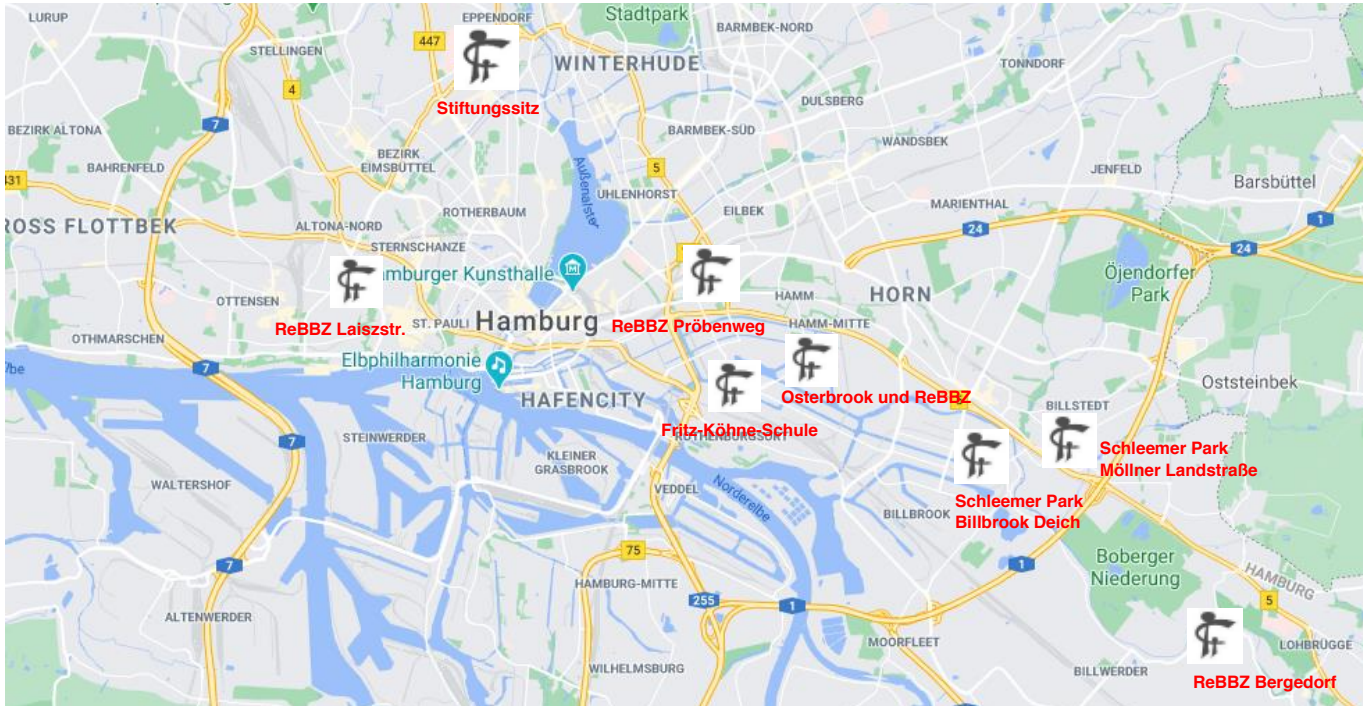 LURUP
EPPENDORF
Stadtpark
BARMBEK-NORD
STELLINGEN
447
WINTERHUDE
TONNDORF
4
Stiftungssitz
DULSBERG
7
BEZIRK ALTONA
BARMBEK-SÜD
WANDSBEK
BEZIRK
EIMSBÜTTEL
BAHRENFELD
5
JENFELD
431
Außenalster
UHLENHORST
Barsbüttel
ROTHERBAUM
EILBEK
MARIENTHAL
1
ROSS FLOTTBEK
ALTONA-NORD
24
STERNSCHANZE
24
amburger Kunsthalle
Öjendorfer
Park
OTTENSEN
HAMM
HORN
ReBBZ Laiszstr.
ST. PAULI
Hamburg
ReBBZ Pröbenweg
HAMM-MITTE
OTHMARSCHEN
Elbphilharmonie
Hamburg
7
Oststeinbek
HAFENCITY
Osterbrook und ReBBZ
BILLSTEDT
Fritz-Köhne-Schule
ROTHENBURGSORT
STEINWERDER
7
KLEINER
GRASBROOK
Schleemer Park
Möllner Landstraße
WALTERSHOF
VEDDEL
Norderelbe
Schleemer Park
Billbrook Deich
BILLBROOK
75
Boberger
Niederung
7
1
HAMBURG
HAMBURG-MITTE
255
1
5
ALTENWERDER
MOORFLEET
LOHBRÜGGE
WILHELMSBURG
BILLWERDER
ReBBZ Bergedorf